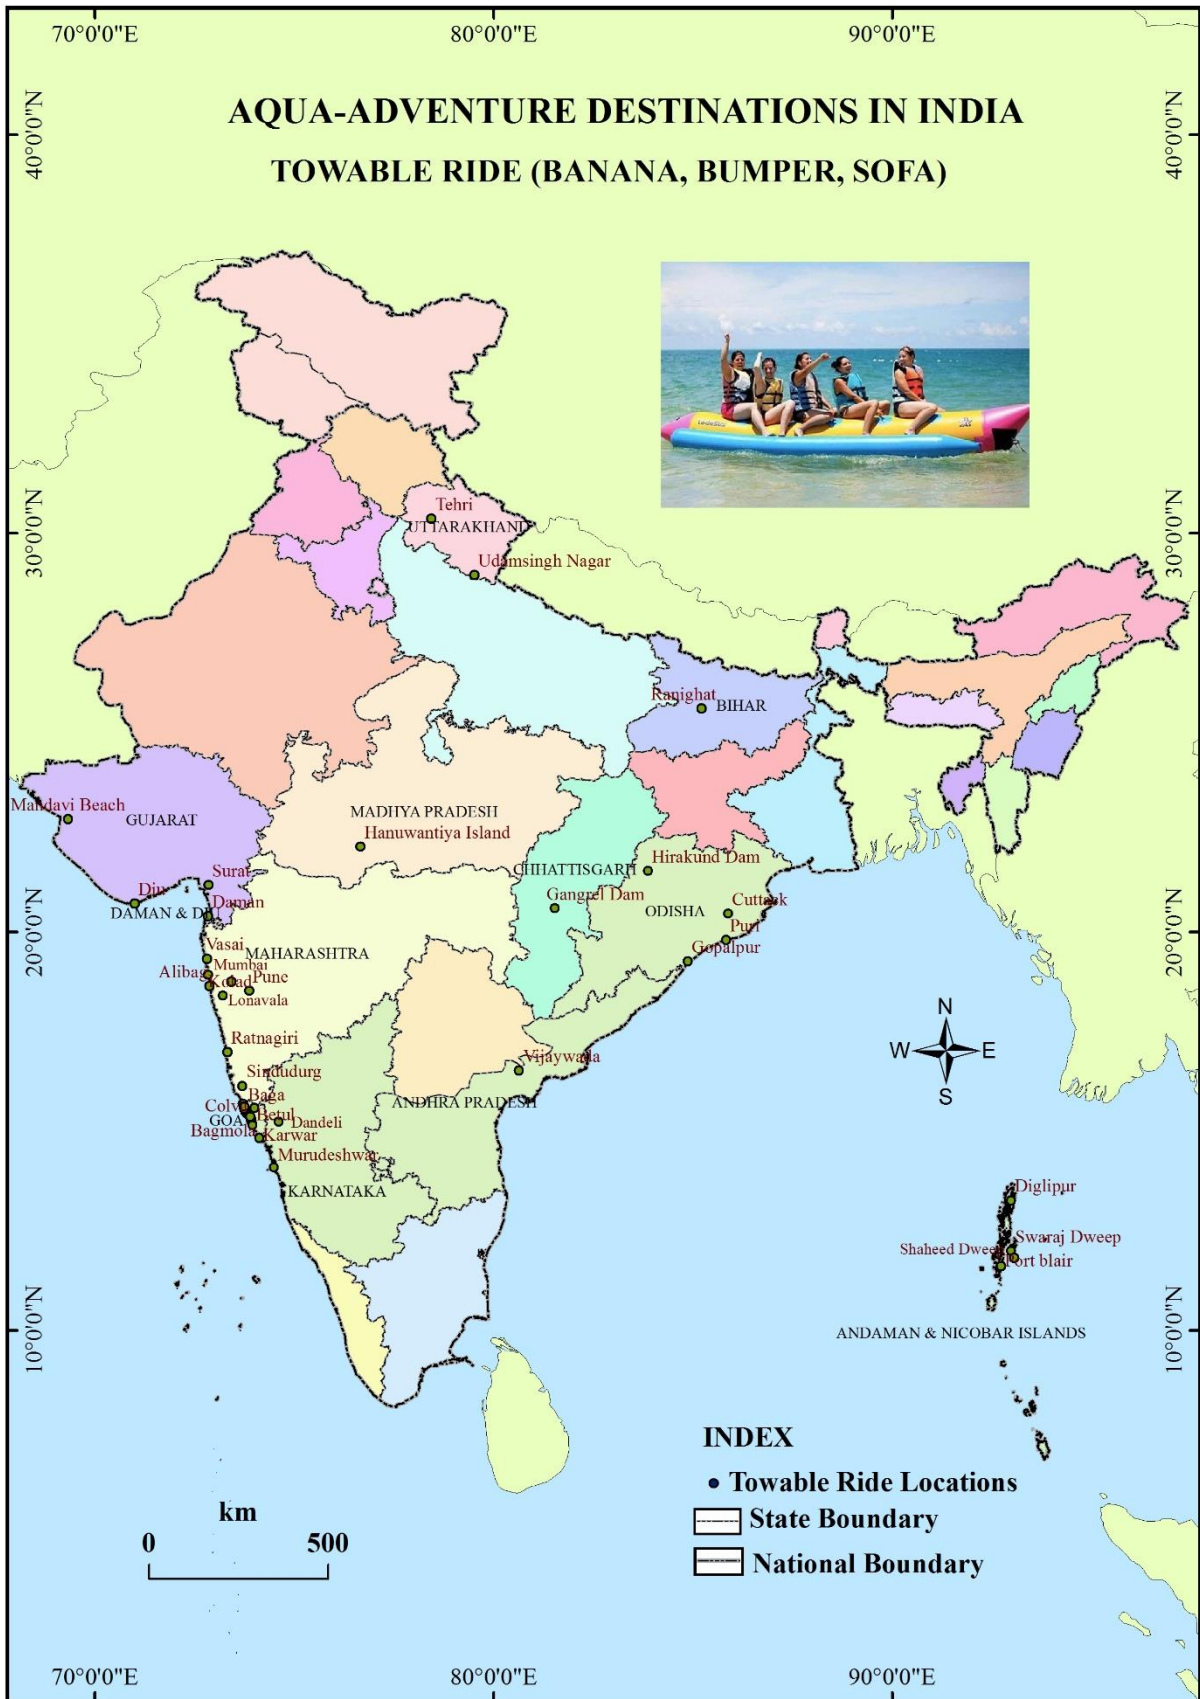 70°0'0"E
80°0'0"E
90°0'0"E
AQUA-ADVENTURE DESTINATIONS IN INDIA
TOWABLE RIDE (BANANA, BUMPER, SOFA)
40°0'0"N
40°0'0"N
Tehri
UTTARAKHAND
30°0'0"N
30°0'0"N
Udamsingh Nagar
Ranighat
BIHAR
Mandavi Beach
GUJARAT
MADHYA PRADESH
Hanuwantiya Island
Hirakund Dam
CHHATTISGARH
Surat
Diu
Gangrel Dam
Daman
DAMAN & DIU
ODISHA
Cuttack
Puri
20°0'0"N
20°0'0"N
Vasai
MAHARASHTRA
Gopalpur
Mumbai
Alibag
Kolad
Pune
Lonavala
Ratnagiri
N
W
E
S
Vijaywada
Sindudurg
Baga
ANDHRA PRADESH
Colva
GOA
Betul
Dandeli
Bagmola
Karwar
Murudeshwar
KARNATAKA
Diglipur
Swaraj Dweep
Shaheed Dweep
Port blair
10°0'0"N
10°0'0"N
ANDAMAN & NICOBAR ISLANDS
INDEX
Towable Ride Locations
State Boundary
National Boundary
km
0
500
70°0'0"E
80°0'0"E
90°0'0"E